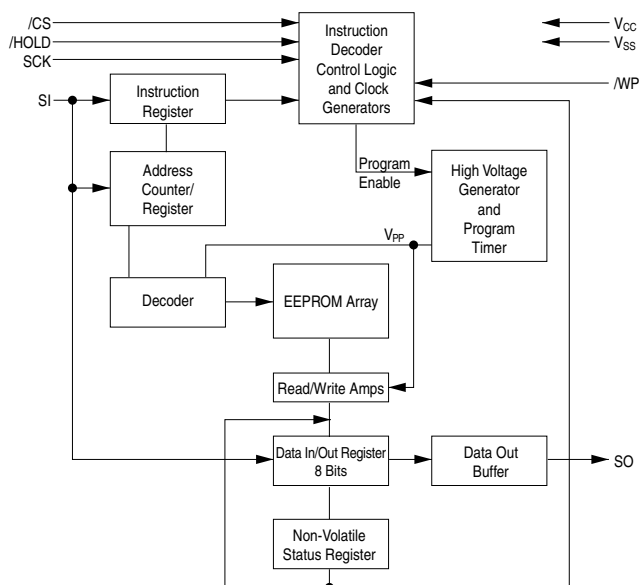 /CS
/HOLD
SCK
SI
Instruction
Decoder
Control Logic
and Clock
Generators
VCC
VSS
/WP
Instruction
Register
Address
Counter/
Register
Program
Enable
High Voltage
Generator
and
Program
Timer
VPP
Decoder
EEPROM Array
Read/Write Amps
Data In/Out Register
8 Bits
Data Out
Buffer
SO
Non-Volatile
Status Register